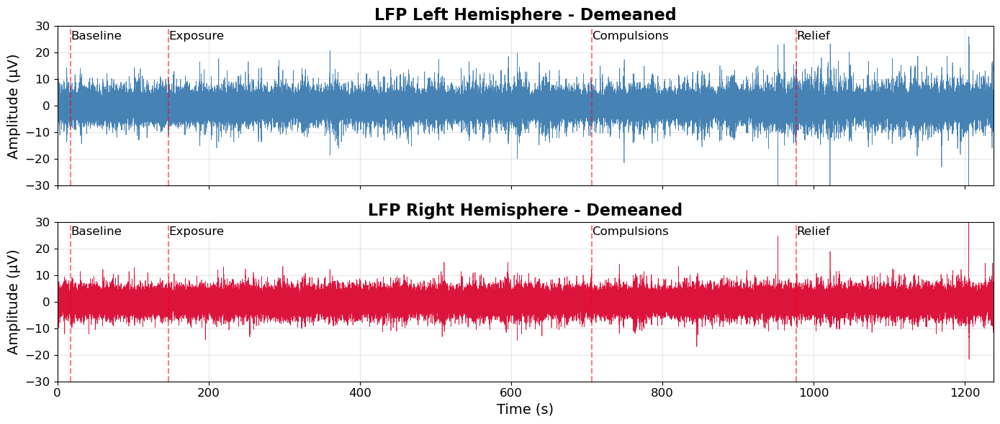 LFP Left Hemisphere - Demeaned
30
20
10
0
−10
−20
−30
Amplitude (µV)
Baseline
Exposure
Compulsions
Relief
LFP Right Hemisphere - Demeaned
30
20
10
0
−10
−20
−30
Amplitude (µV)
Baseline
Exposure
Compulsions
Relief
0 200 400 600 800 1000 1200
Time (s)